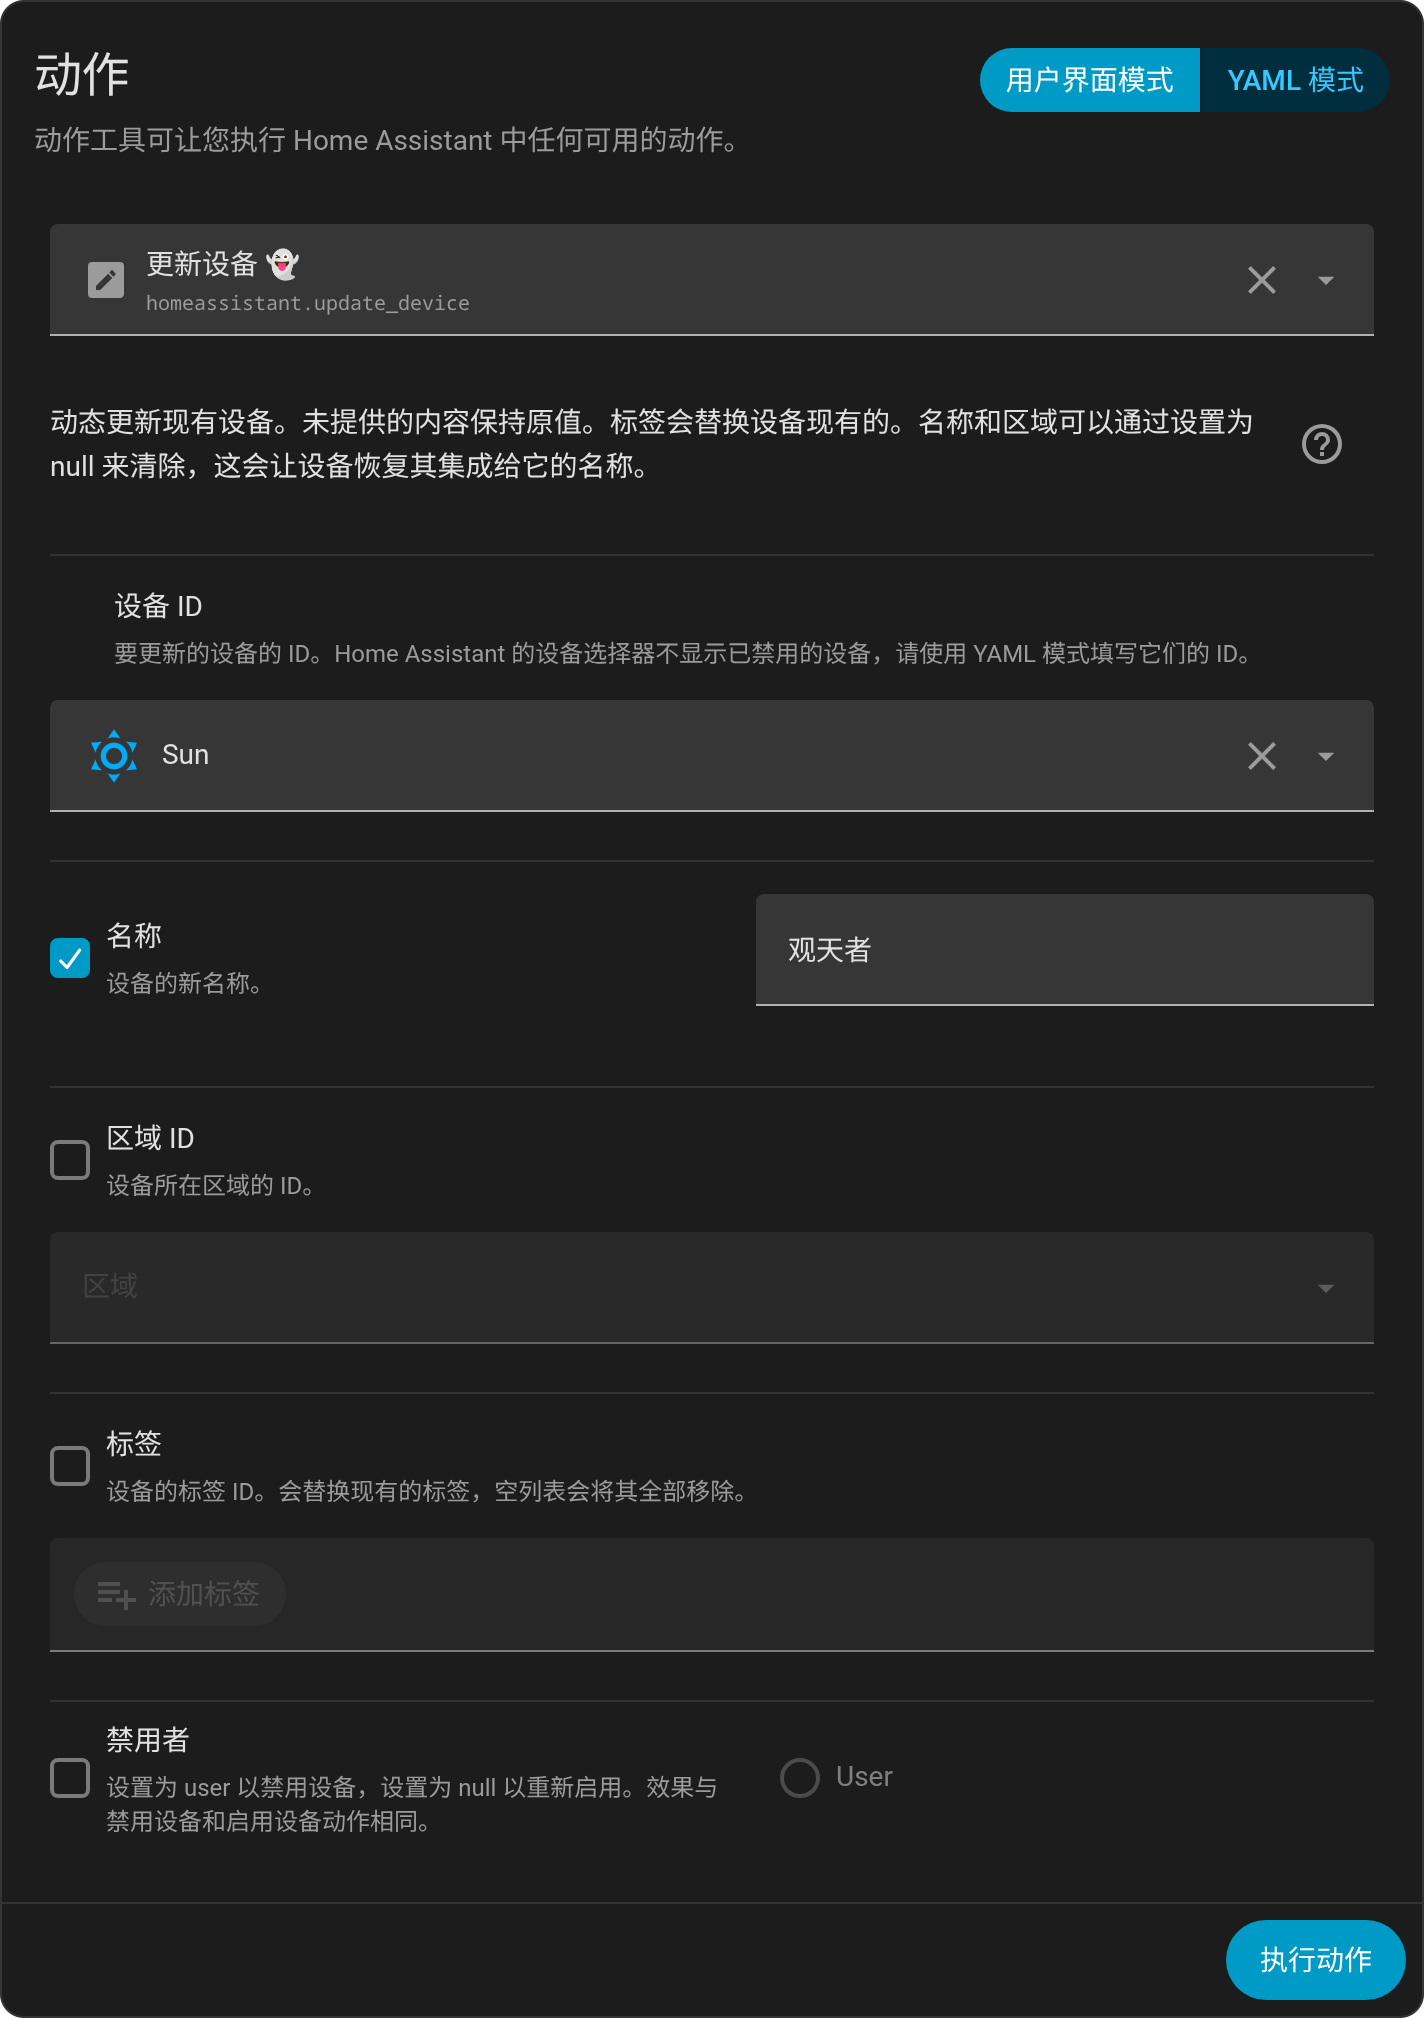 动作
用户界面模式
YAML 模式
动作工具可让您执行 Home Assistant 中任何可用的动作。
更新设备 👻
homeassistant.update_device
动态更新现有设备。未提供的内容保持原值。标签会替换设备现有的。名称和区域可以通过设置为
null 来清除，这会让设备恢复其集成给它的名称。
设备 ID
要更新的设备的 ID。Home Assistant 的设备选择器不显示已禁用的设备，请使用 YAML 模式填写它们的 ID。
Sun
名称
设备的新名称。
观天者
区域 ID
设备所在区域的 ID。
区域
标签
设备的标签 ID。会替换现有的标签，空列表会将其全部移除。
添加标签
禁用者
设置为 user 以禁用设备，设置为 null 以重新启用。效果与
禁用设备和启用设备动作相同。
User
执行动作